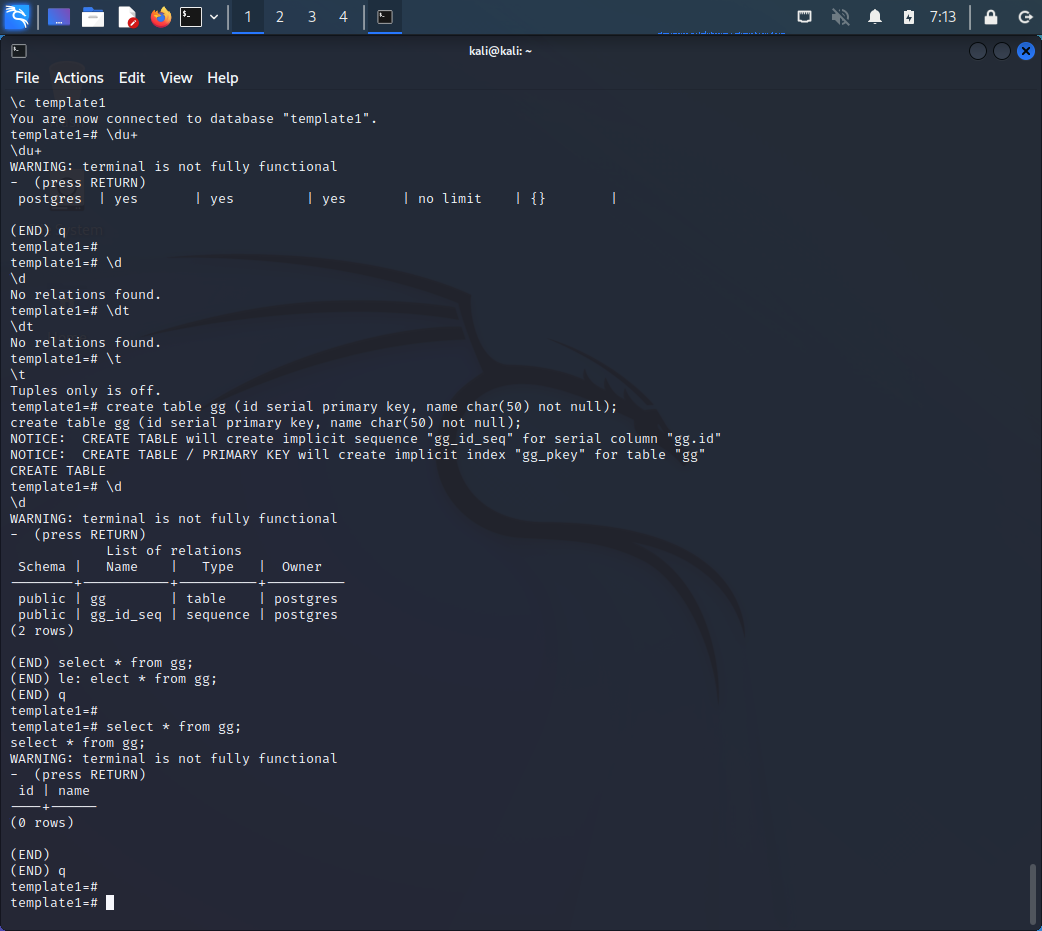 1 2 3 4 7:13
kali@kali: ~
File Actions Edit View Help
\c template1
You are now connected to database "template1".
template1=# \du+
\du+
WARNING: terminal is not fully functional
-  (press RETURN)
 postgres  | yes       | yes         | yes       | no limit    | {}        |
(END) q
template1=#
template1=# \d
\d
No relations found.
template1=# \dt
\dt
No relations found.
template1=# \t
\t
Tuples only is off.
template1=# create table gg (id serial primary key, name char(50) not null);
create table gg (id serial primary key, name char(50) not null);
NOTICE:  CREATE TABLE will create implicit sequence "gg_id_seq" for serial column "gg.id"
NOTICE:  CREATE TABLE / PRIMARY KEY will create implicit index "gg_pkey" for table "gg"
CREATE TABLE
template1=# \d
\d
WARNING: terminal is not fully functional
-  (press RETURN)
            List of relations
 Schema |   Name    |   Type   |  Owner
--------+-----------+----------+----------
 public | gg        | table    | postgres
 public | gg_id_seq | sequence | postgres
(2 rows)
(END) select * from gg;
(END) le: elect * from gg;
(END) q
template1=#
template1=# select * from gg;
select * from gg;
WARNING: terminal is not fully functional
-  (press RETURN)
 id | name
----+------
(0 rows)
(END)
(END) q
template1=#
template1=#